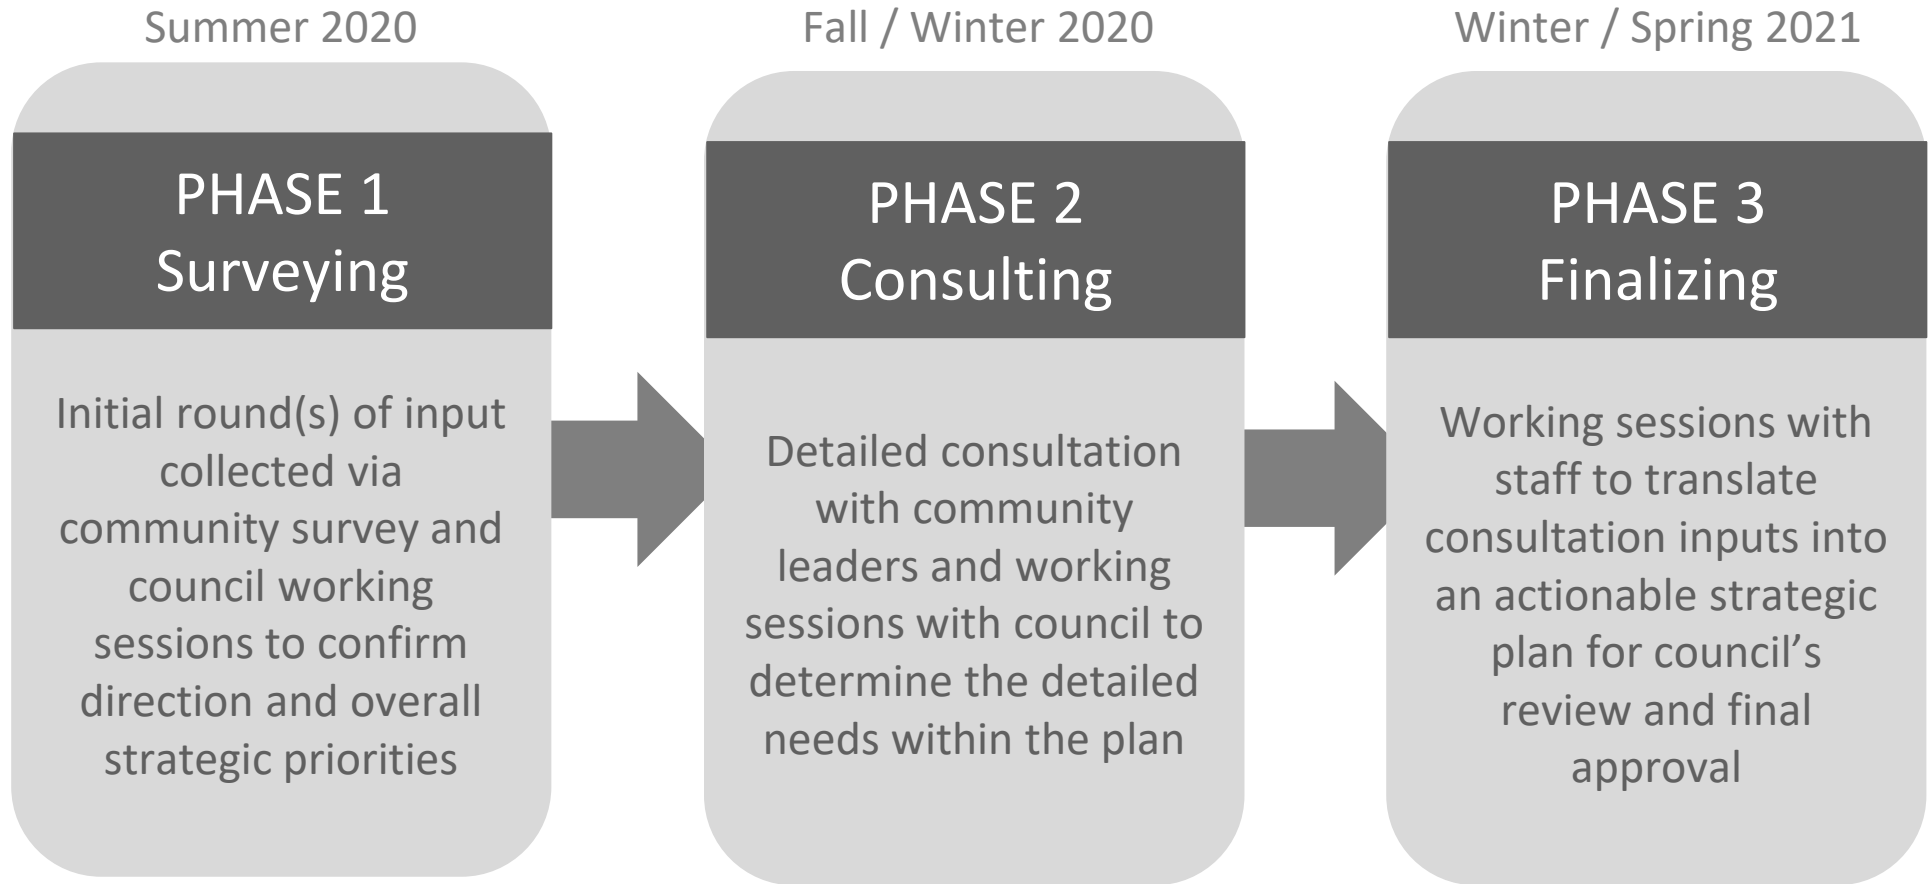 Summer 2020
PHASE 1
Surveying
Initial round(s) of input
collected via
community survey and
council working
sessions to confirm
direction and overall
strategic priorities
Fall / Winter 2020
PHASE 2
Consulting
Detailed consultation
with community
leaders and working
sessions with council to
determine the detailed
needs within the plan
Winter / Spring 2021
PHASE 3
Finalizing
Working sessions with
staff to translate
consultation inputs into
an actionable strategic
plan for council’s
review and final
approval